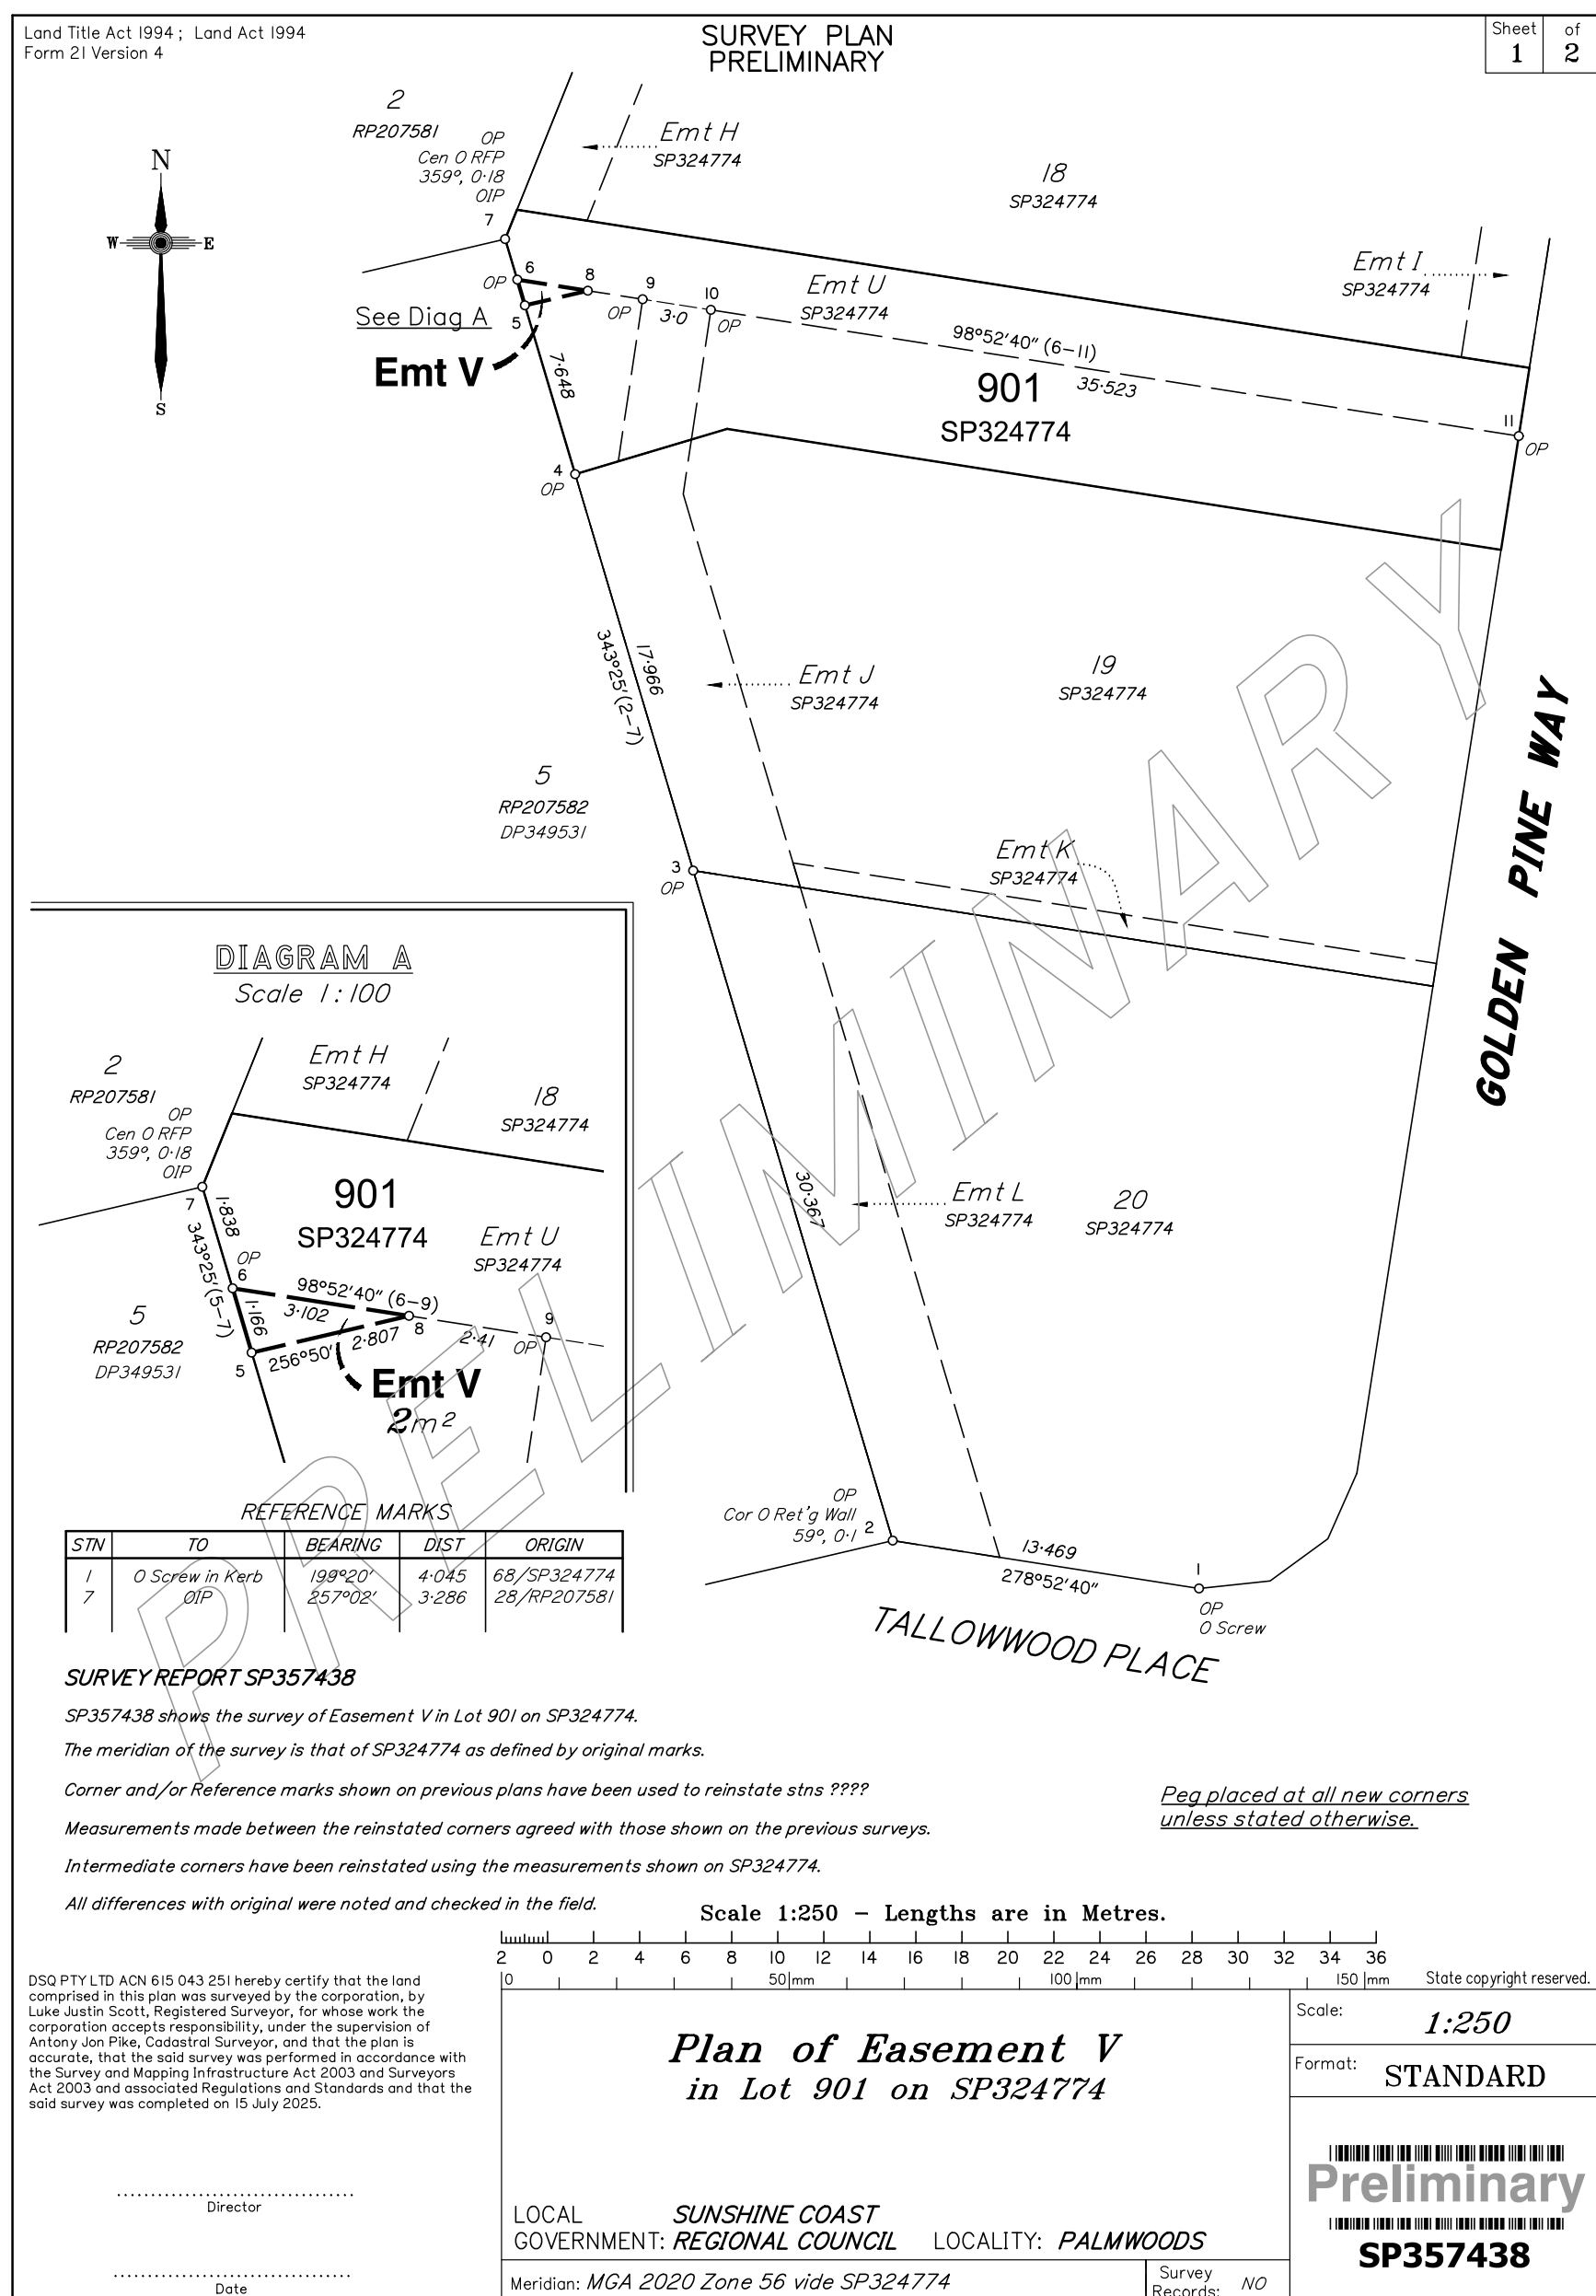 Land Title Act 1994 ; Land Act 1994
Form 21 Version 4
SURVEY PLAN
PRELIMINARY
Sheet of
1 2
N
W E
S
2
RP207581
OP
Cen O RFP
359°, 0·18
OIP
7
Emt H
SP324774
18
SP324774
Emt I
SP324774
6
OP
8
9
OP
3·0
10
OP
Emt U
SP324774
5
See Diag A
Emt V
7·648
98°52'40" (6-11)
35·523
901
SP324774
11
OP
4
OP
17·966
343°25'(2-7)
Emt J
SP324774
19
SP324774
5
RP207582
DP349531
GOLDEN PINE WAY
3
OP
Emt K
SP324774
PRELIMINARY
30·367
Emt L
SP324774
20
SP324774
OP
Cor O Ret'g Wall
59°, 0·1
2
13·469
278°52'40"
1
OP
O Screw
TALLOWWOOD PLACE
DIAGRAM A
Scale 1 : 100
2
RP207581
OP
Cen O RFP
359°, 0·18
OIP
7
Emt H
SP324774
18
SP324774
1·838
343°25'(5-7)
901
SP324774
Emt U
SP324774
OP
6
98°52'40" (6-9)
3·102
1·166
5
RP207582
DP349531
5
256°50'
2·807
8
2·41
9
OP
Emt V
2m²
REFERENCE MARKS
STN TO BEARING DIST ORIGIN
1 O Screw in Kerb 199°20' 4·045 68/SP324774
7 OIP 257°02' 3·286 28/RP207581
SURVEY REPORT SP357438
SP357438 shows the survey of Easement V in Lot 901 on SP324774.
The meridian of the survey is that of SP324774 as defined by original marks.
Corner and/or Reference marks shown on previous plans have been used to reinstate stns ????
Measurements made between the reinstated corners agreed with those shown on the previous surveys.
Intermediate corners have been reinstated using the measurements shown on SP324774.
All differences with original were noted and checked in the field.
Peg placed at all new corners
unless stated otherwise.
Scale 1:250 – Lengths are in Metres.
2 0 2 4 6 8 10 12 14 16 18 20 22 24 26 28 30 32 34 36
0 50 mm 100 mm 150 mm
State copyright reserved.
DSQ PTY LTD ACN 615 043 251 hereby certify that the land
comprised in this plan was surveyed by the corporation, by
Luke Justin Scott, Registered Surveyor, for whose work the
corporation accepts responsibility, under the supervision of
Antony Jon Pike, Cadastral Surveyor, and that the plan is
accurate, that the said survey was performed in accordance with
the Survey and Mapping Infrastructure Act 2003 and Surveyors
Act 2003 and associated Regulations and Standards and that the
said survey was completed on 15 July 2025.
Director
Date
Plan of Easement V
in Lot 901 on SP324774
LOCAL
GOVERNMENT: SUNSHINE COAST
REGIONAL COUNCIL
LOCALITY: PALMWOODS
Meridian: MGA 2020 Zone 56 vide SP324774
Survey
Records: NO
Scale: 1:250
Format: STANDARD
Preliminary
SP357438